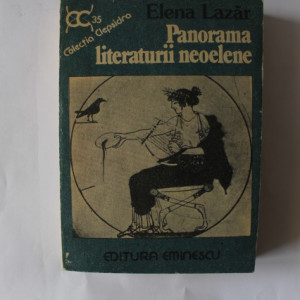 35
Colecția Clepsidra
Elena Lazăr
Panorama
literaturii neoelene
EDITURA EMINESCU